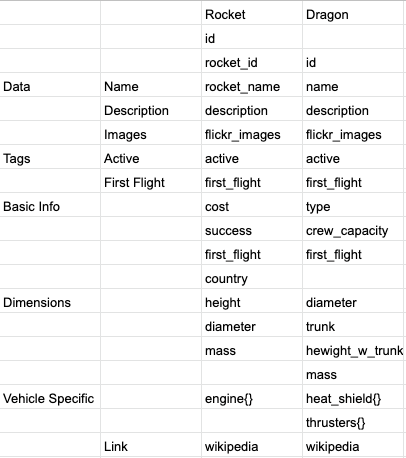 Rocket Dragon
id
rocket_id id
Data Name rocket_name name
Description description description
Images flickr_images flickr_images
Tags Active active active
First Flight first_flight first_flight
Basic Info cost type
success crew_capacity
first_flight first_flight
country
Dimensions height diameter
diameter trunk
mass hewight_w_trunk
mass
Vehicle Specific engine{} heat_shield{}
thrusters{}
Link wikipedia wikipedia